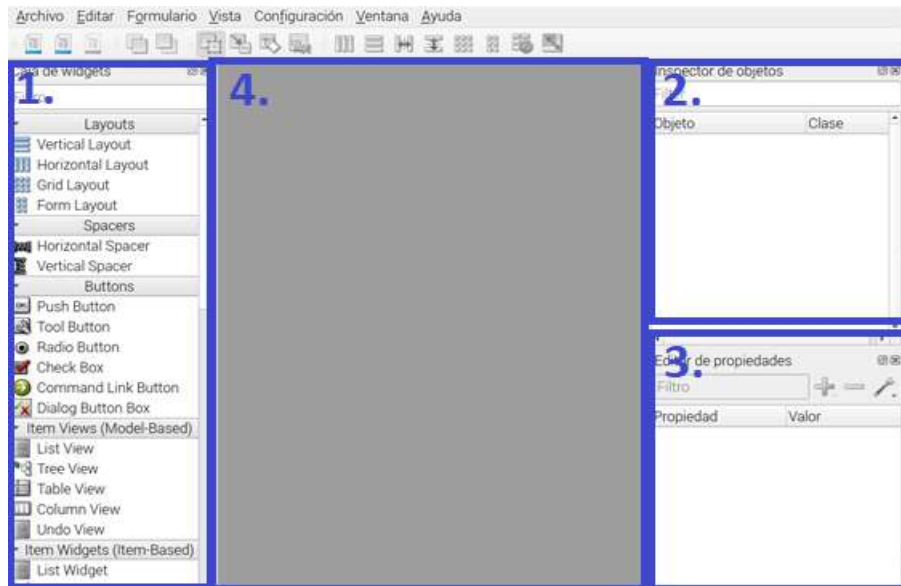 Archivo Editar Formulario Vista Configuración Ventana Ayuda
1.
de widgets
Layouts
Vertical Layout
Horizontal Layout
Grid Layout
Form Layout
Spacers
Horizontal Spacer
Vertical Spacer
Buttons
Push Button
Tool Button
Radio Button
Check Box
Command Link Button
Dialog Button Box
Item Views (Model-Based)
List View
Tree View
Table View
Column View
Undo View
Item Widgets (Item-Based)
List Widget
4.
Inspector de objetos
2.
Filtro
Objeto Clase
Editor de propiedades
3.
Filtro
Propiedad Valor